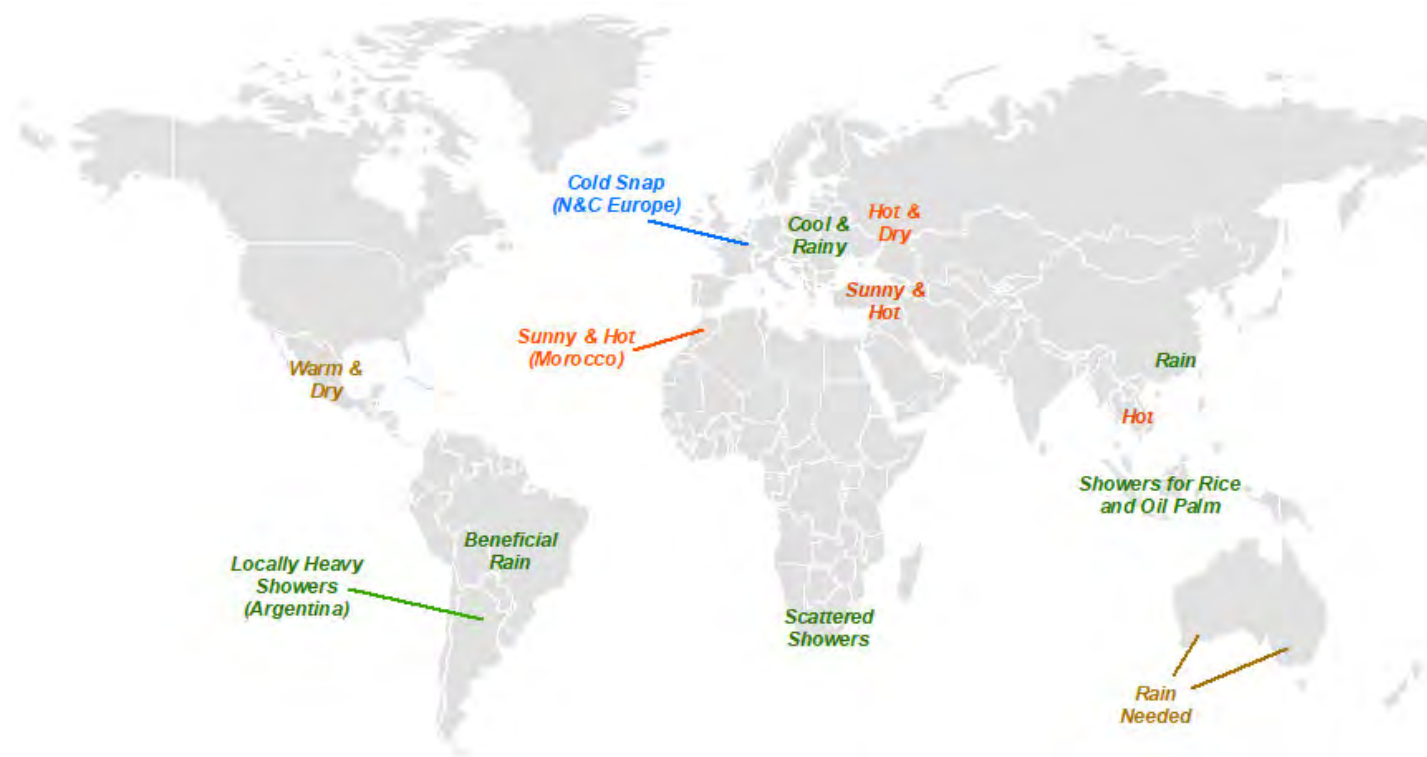 Cold Snap
(N&C Europe)
Cool &
Rainy
Hot &
Dry
Sunny &
Hot
Sunny & Hot
(Morocco)
Warm &
Dry
Rain
Hot
Showers for Rice
and Oil Palm
Beneficial
Rain
Locally Heavy
Showers
(Argentina)
Scattered
Showers
Rain
Needed